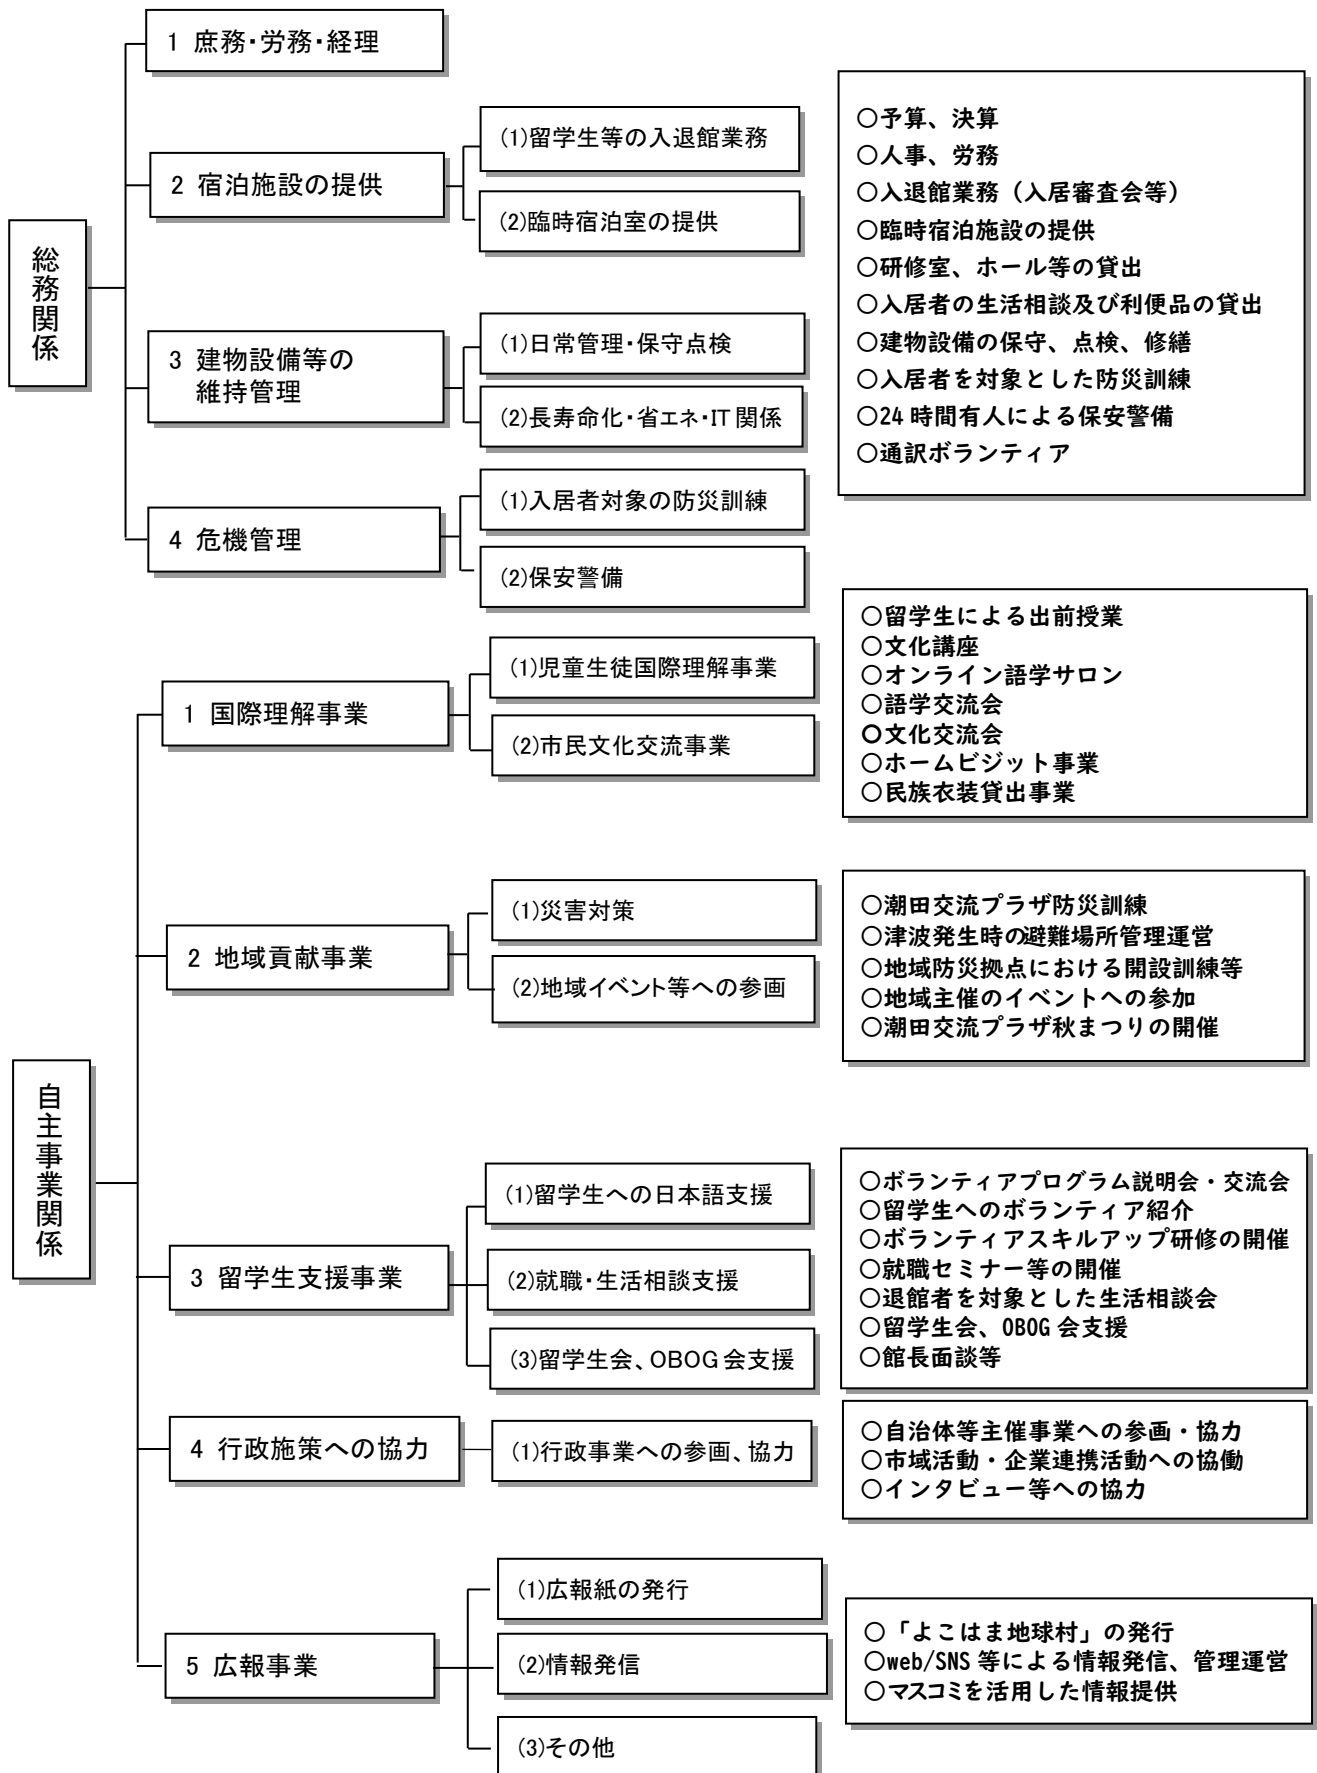 総務関係
1 庶務・労務・経理
2 宿泊施設の提供
(1)留学生等の入退館業務
(2)臨時宿泊室の提供
3 建物設備等の
維持管理
(1)日常管理・保守点検
(2)長寿命化・省エネ・IT関係
4 危機管理
(1)入居者対象の防災訓練
(2)保安警備
○予算、決算
○人事、労務
○入退館業務（入居審査会等）
○臨時宿泊施設の提供
○研修室、ホール等の貸出
○入居者の生活相談及び利便品の貸出
○建物設備の保守、点検、修繕
○入居者を対象とした防災訓練
○24時間有人による保安警備
○通訳ボランティア
自主事業関係
1 国際理解事業
(1)児童生徒国際理解事業
(2)市民文化交流事業
○留学生による出前授業
○文化講座
○オンライン語学サロン
○語学交流会
○文化交流会
○ホームビジット事業
○民族衣装貸出事業
2 地域貢献事業
(1)災害対策
(2)地域イベント等への参画
○潮田交流プラザ防災訓練
○津波発生時の避難場所管理運営
○地域防災拠点における開設訓練等
○地域主催のイベントへの参加
○潮田交流プラザ秋まつりの開催
3 留学生支援事業
(1)留学生への日本語支援
(2)就職・生活相談支援
(3)留学生会、OBOG会支援
○ボランティアプログラム説明会・交流会
○留学生へのボランティア紹介
○ボランティアスキルアップ研修の開催
○就職セミナー等の開催
○退館者を対象とした生活相談会
○留学生会、OBOG会支援
○館長面談等
4 行政施策への協力
(1)行政事業への参画、協力
○自治体等主催事業への参画・協力
○市域活動・企業連携活動への協働
○インタビュー等への協力
5 広報事業
(1)広報紙の発行
(2)情報発信
(3)その他
○「よこはま地球村」の発行
○web/SNS等による情報発信、管理運営
○マスコミを活用した情報提供